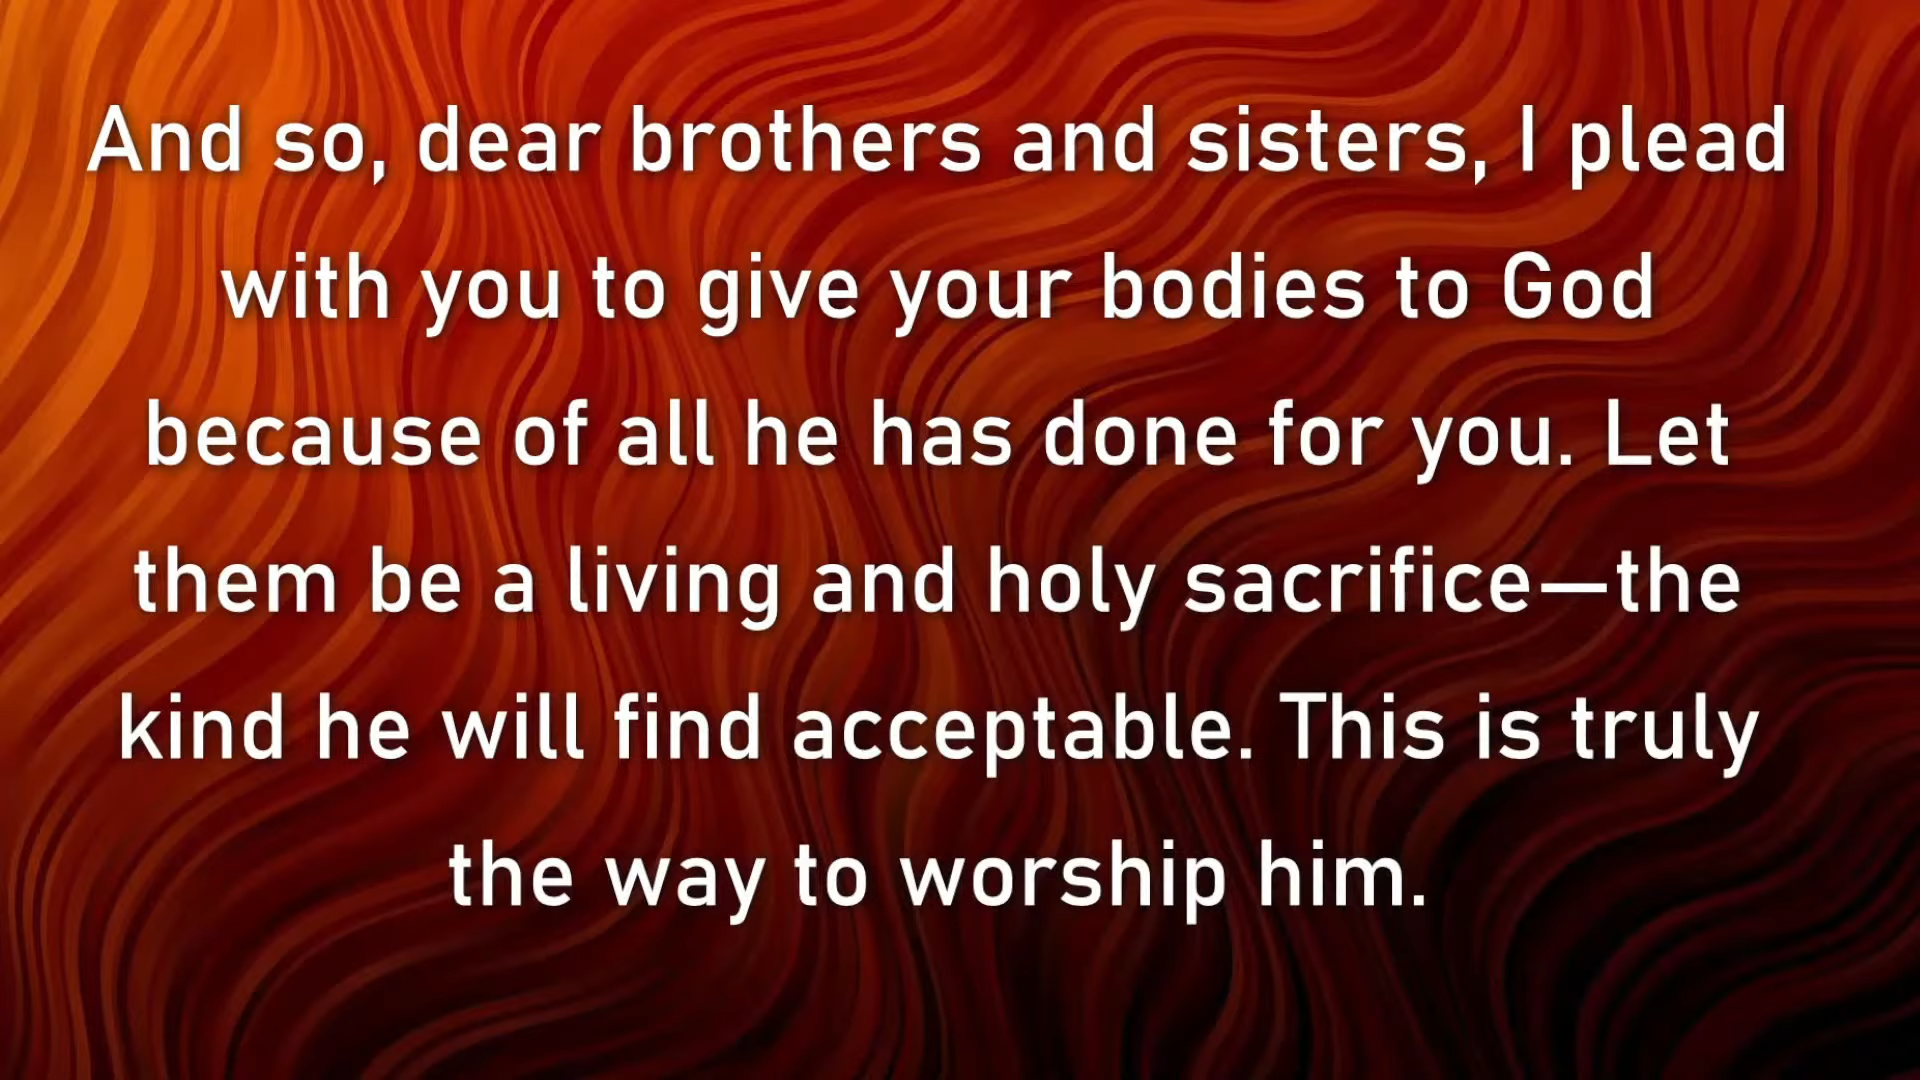 And so, dear brothers and sisters, I plead
with you to give your bodies to God
because of all he has done for you. Let
them be a living and holy sacrifice—the
kind he will find acceptable. This is truly
the way to worship him.